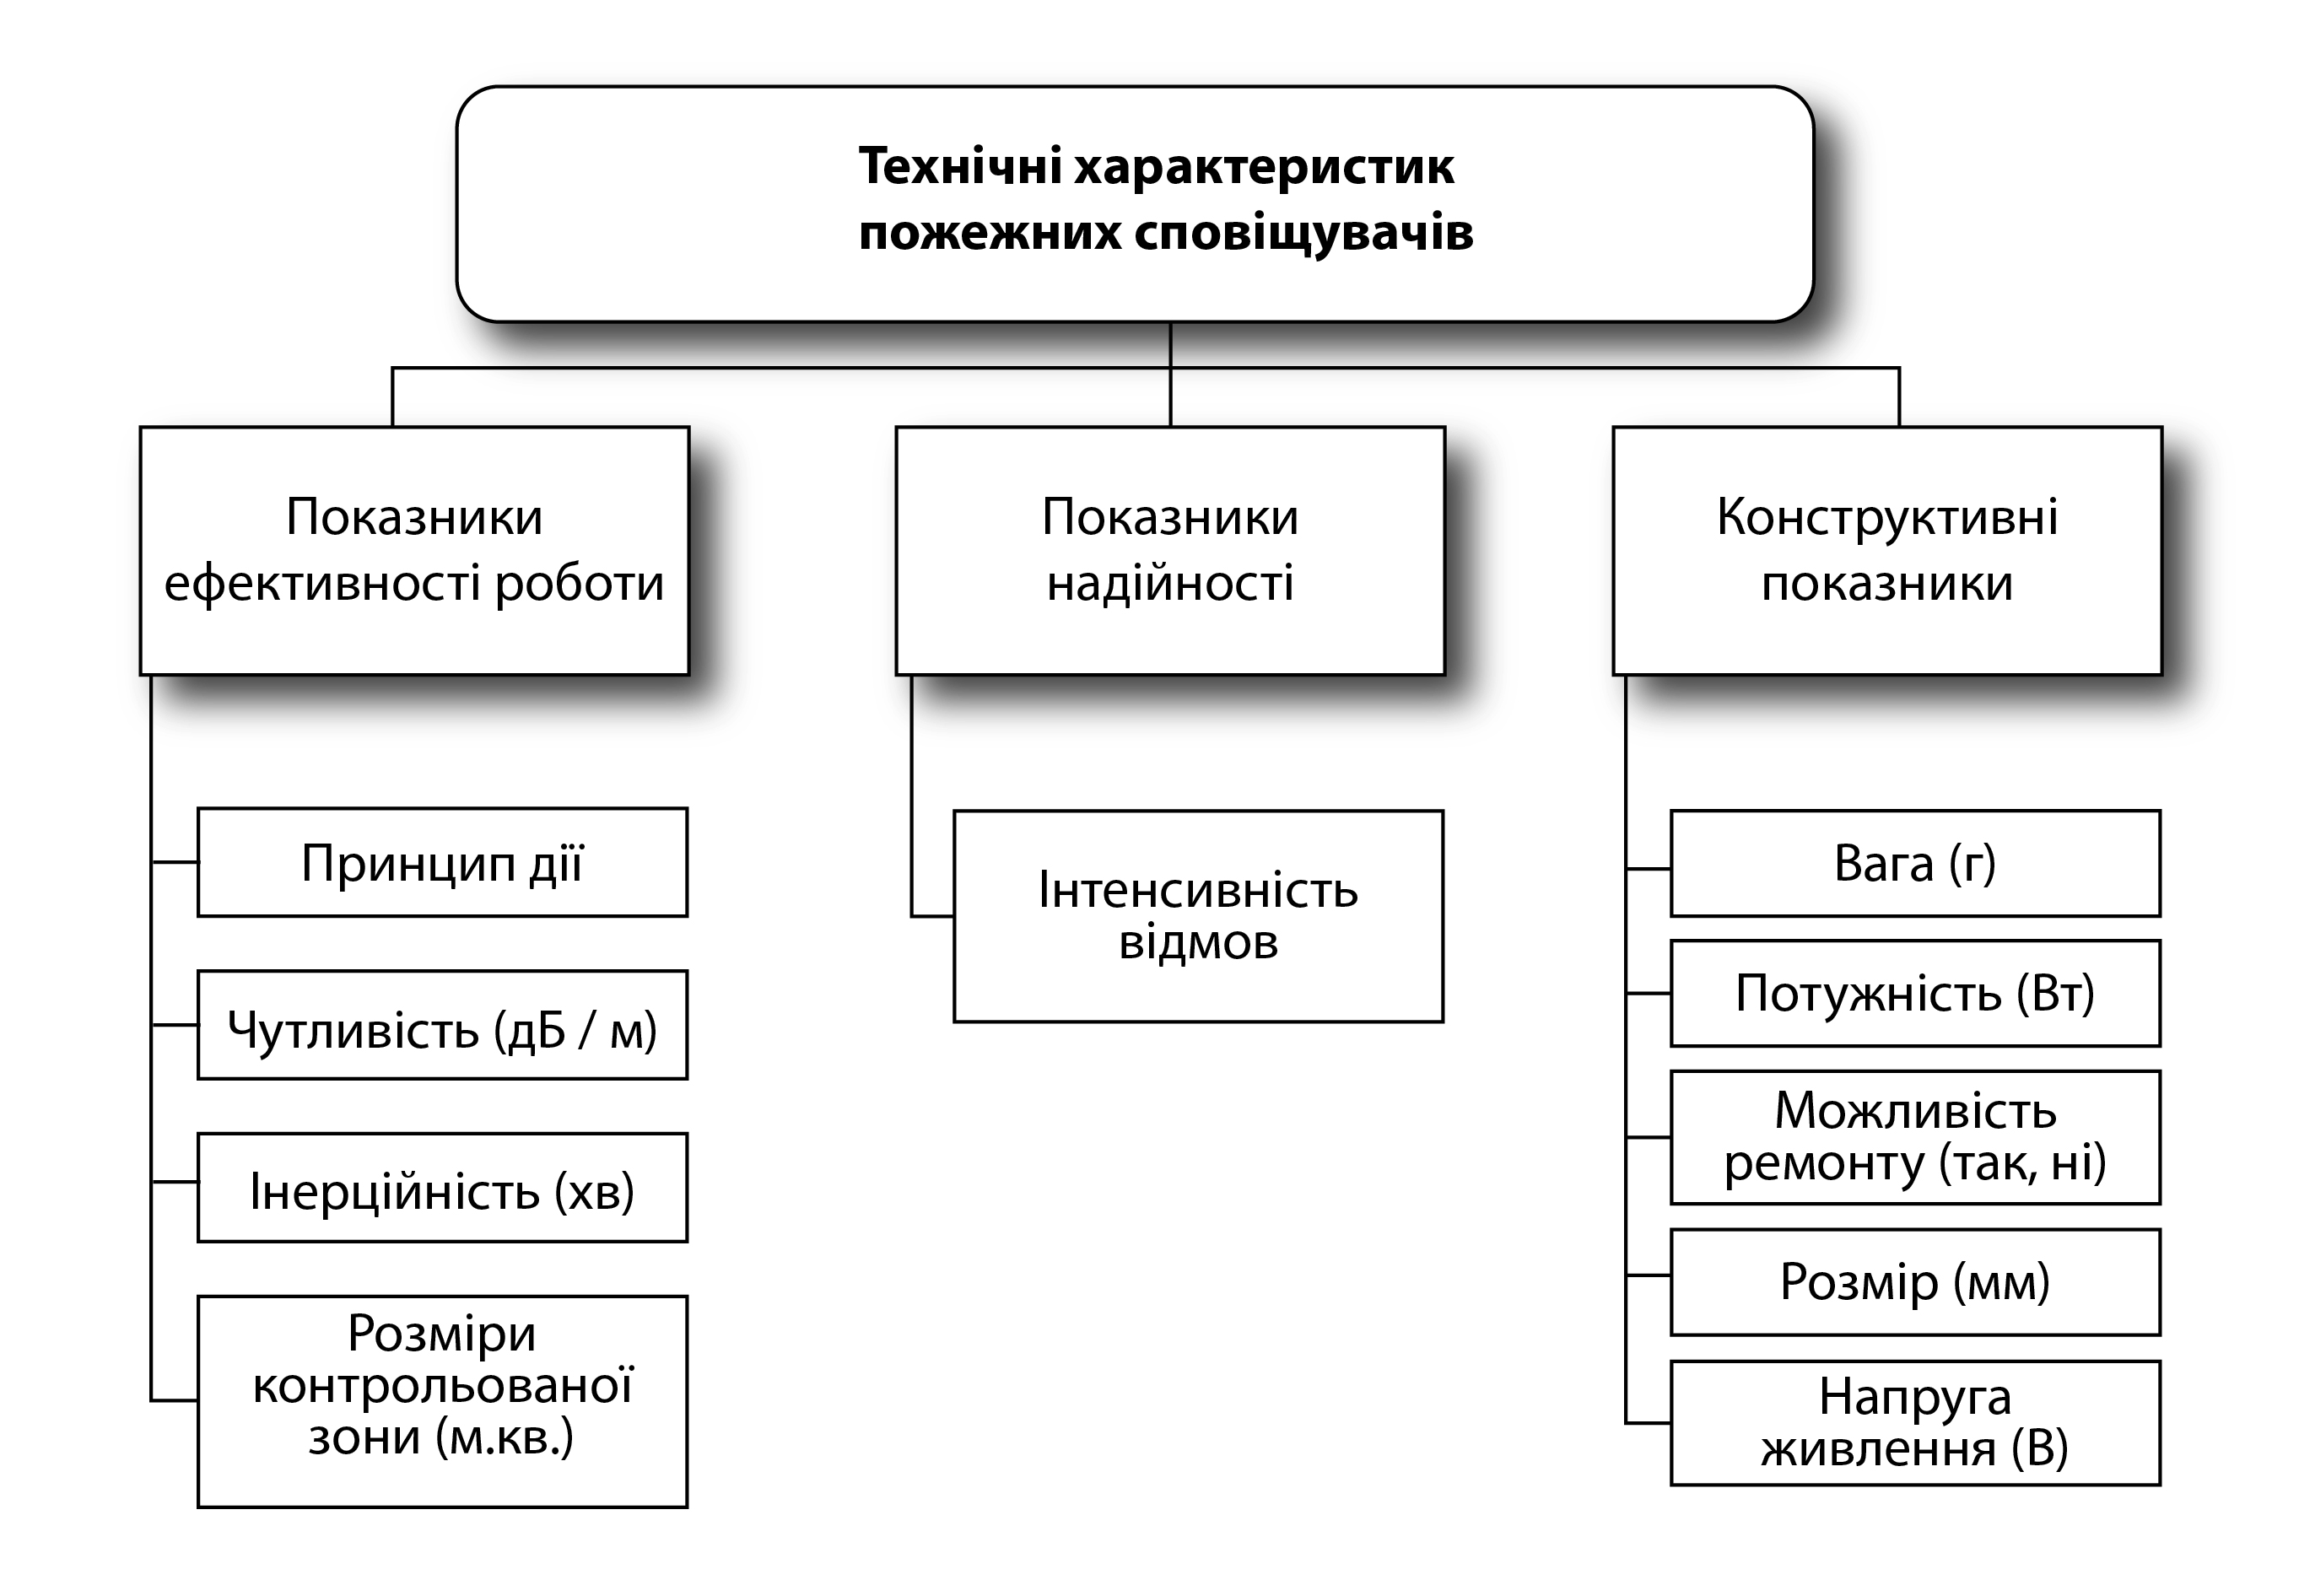 Технічні характеристик
пожежних сповіщувачів
Показники
ефективності роботи
Принцип дії
Чутливість (дБ / м)
Інерційність (хв)
Розміри
контрольованої
зони (м.кв.)
Показники
надійності
Інтенсивність
відмов
Конструктивні
показники
Вага (г)
Потужність (Вт)
Можливість
ремонту (так, ні)
Розмір (мм)
Напруга
живлення (В)